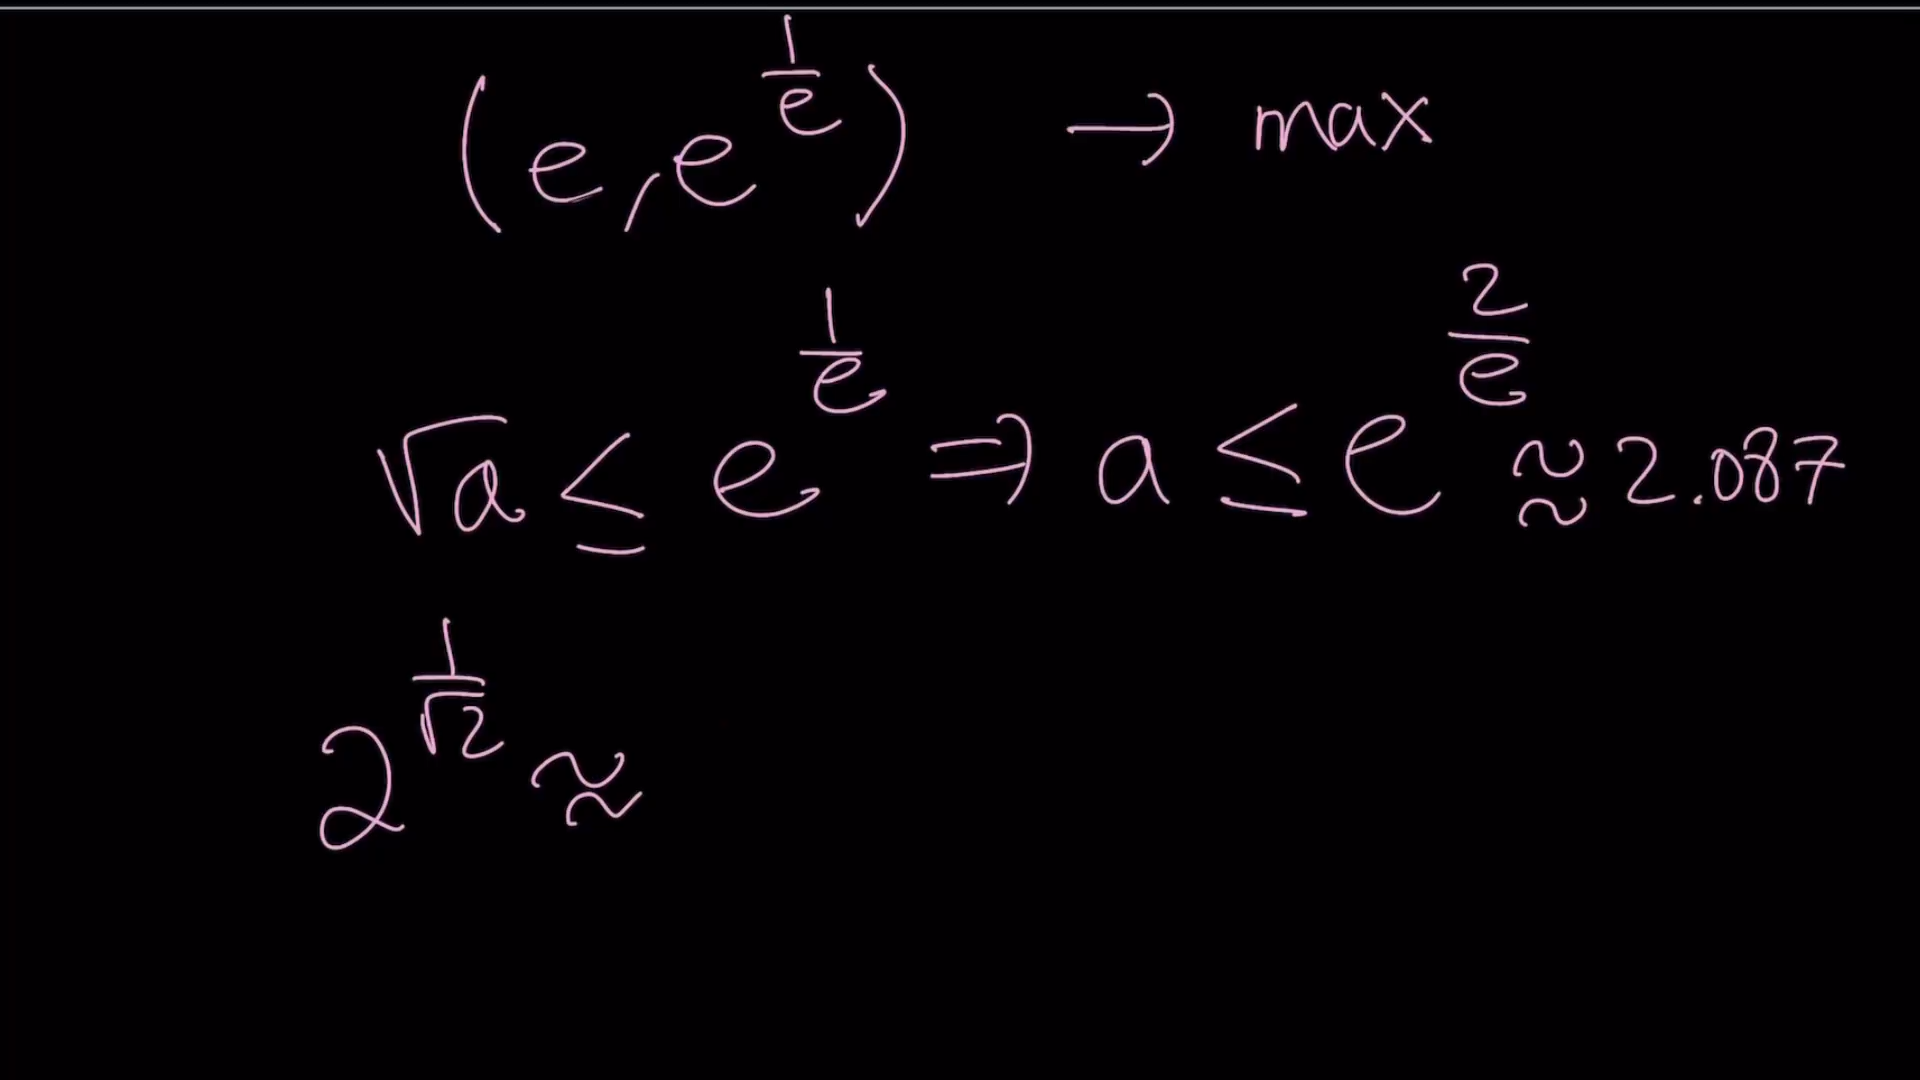 (e, e^{1/e}) → max
√a ≤ e^{1/e} ⇒ a ≤ e^{2/e} ≈ 2.087
2^{1/√2} ≈